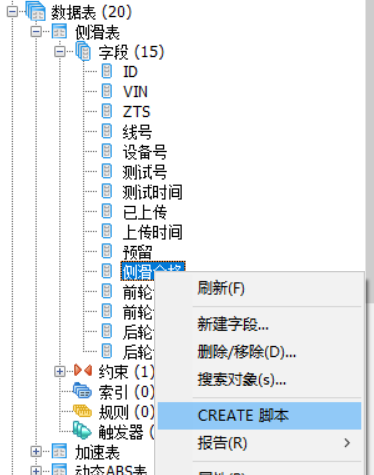 数据表 (20)
侧滑表
字段 (15)
ID
VIN
ZTS
线号
设备号
测试号
测试时间
已上传
上传时间
预留
侧滑合格
刷新(F)
前轮
新建字段...
前轮
删除/移除(D)...
后轮
搜索对象(s)...
后轮
约束 (1)
索引 (0)
规则 (0)
CREATE 脚本
触发器 (
报告(R)
加速表
动态ABS表